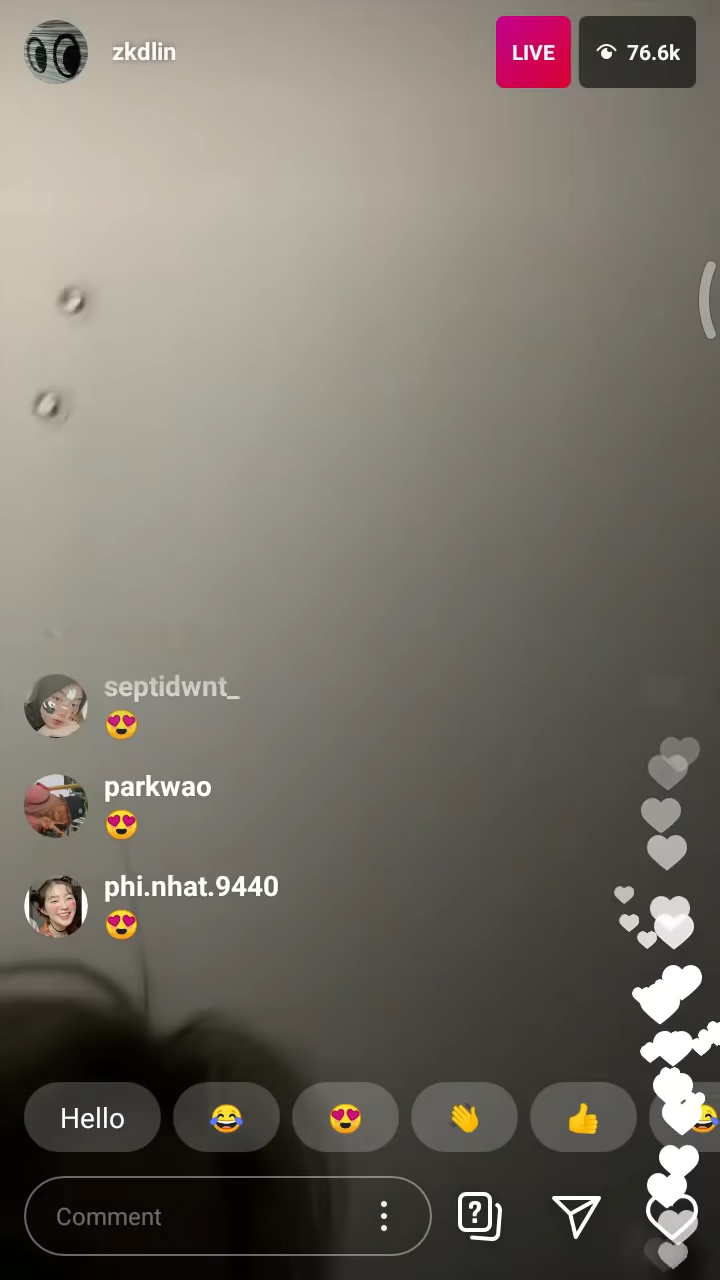 zkdlin
LIVE
76.6k
septidwnt_
😍
parkwao
😍
phi.nhat.9440
😍
Hello 😂 😍 👋 👍 😂
Comment